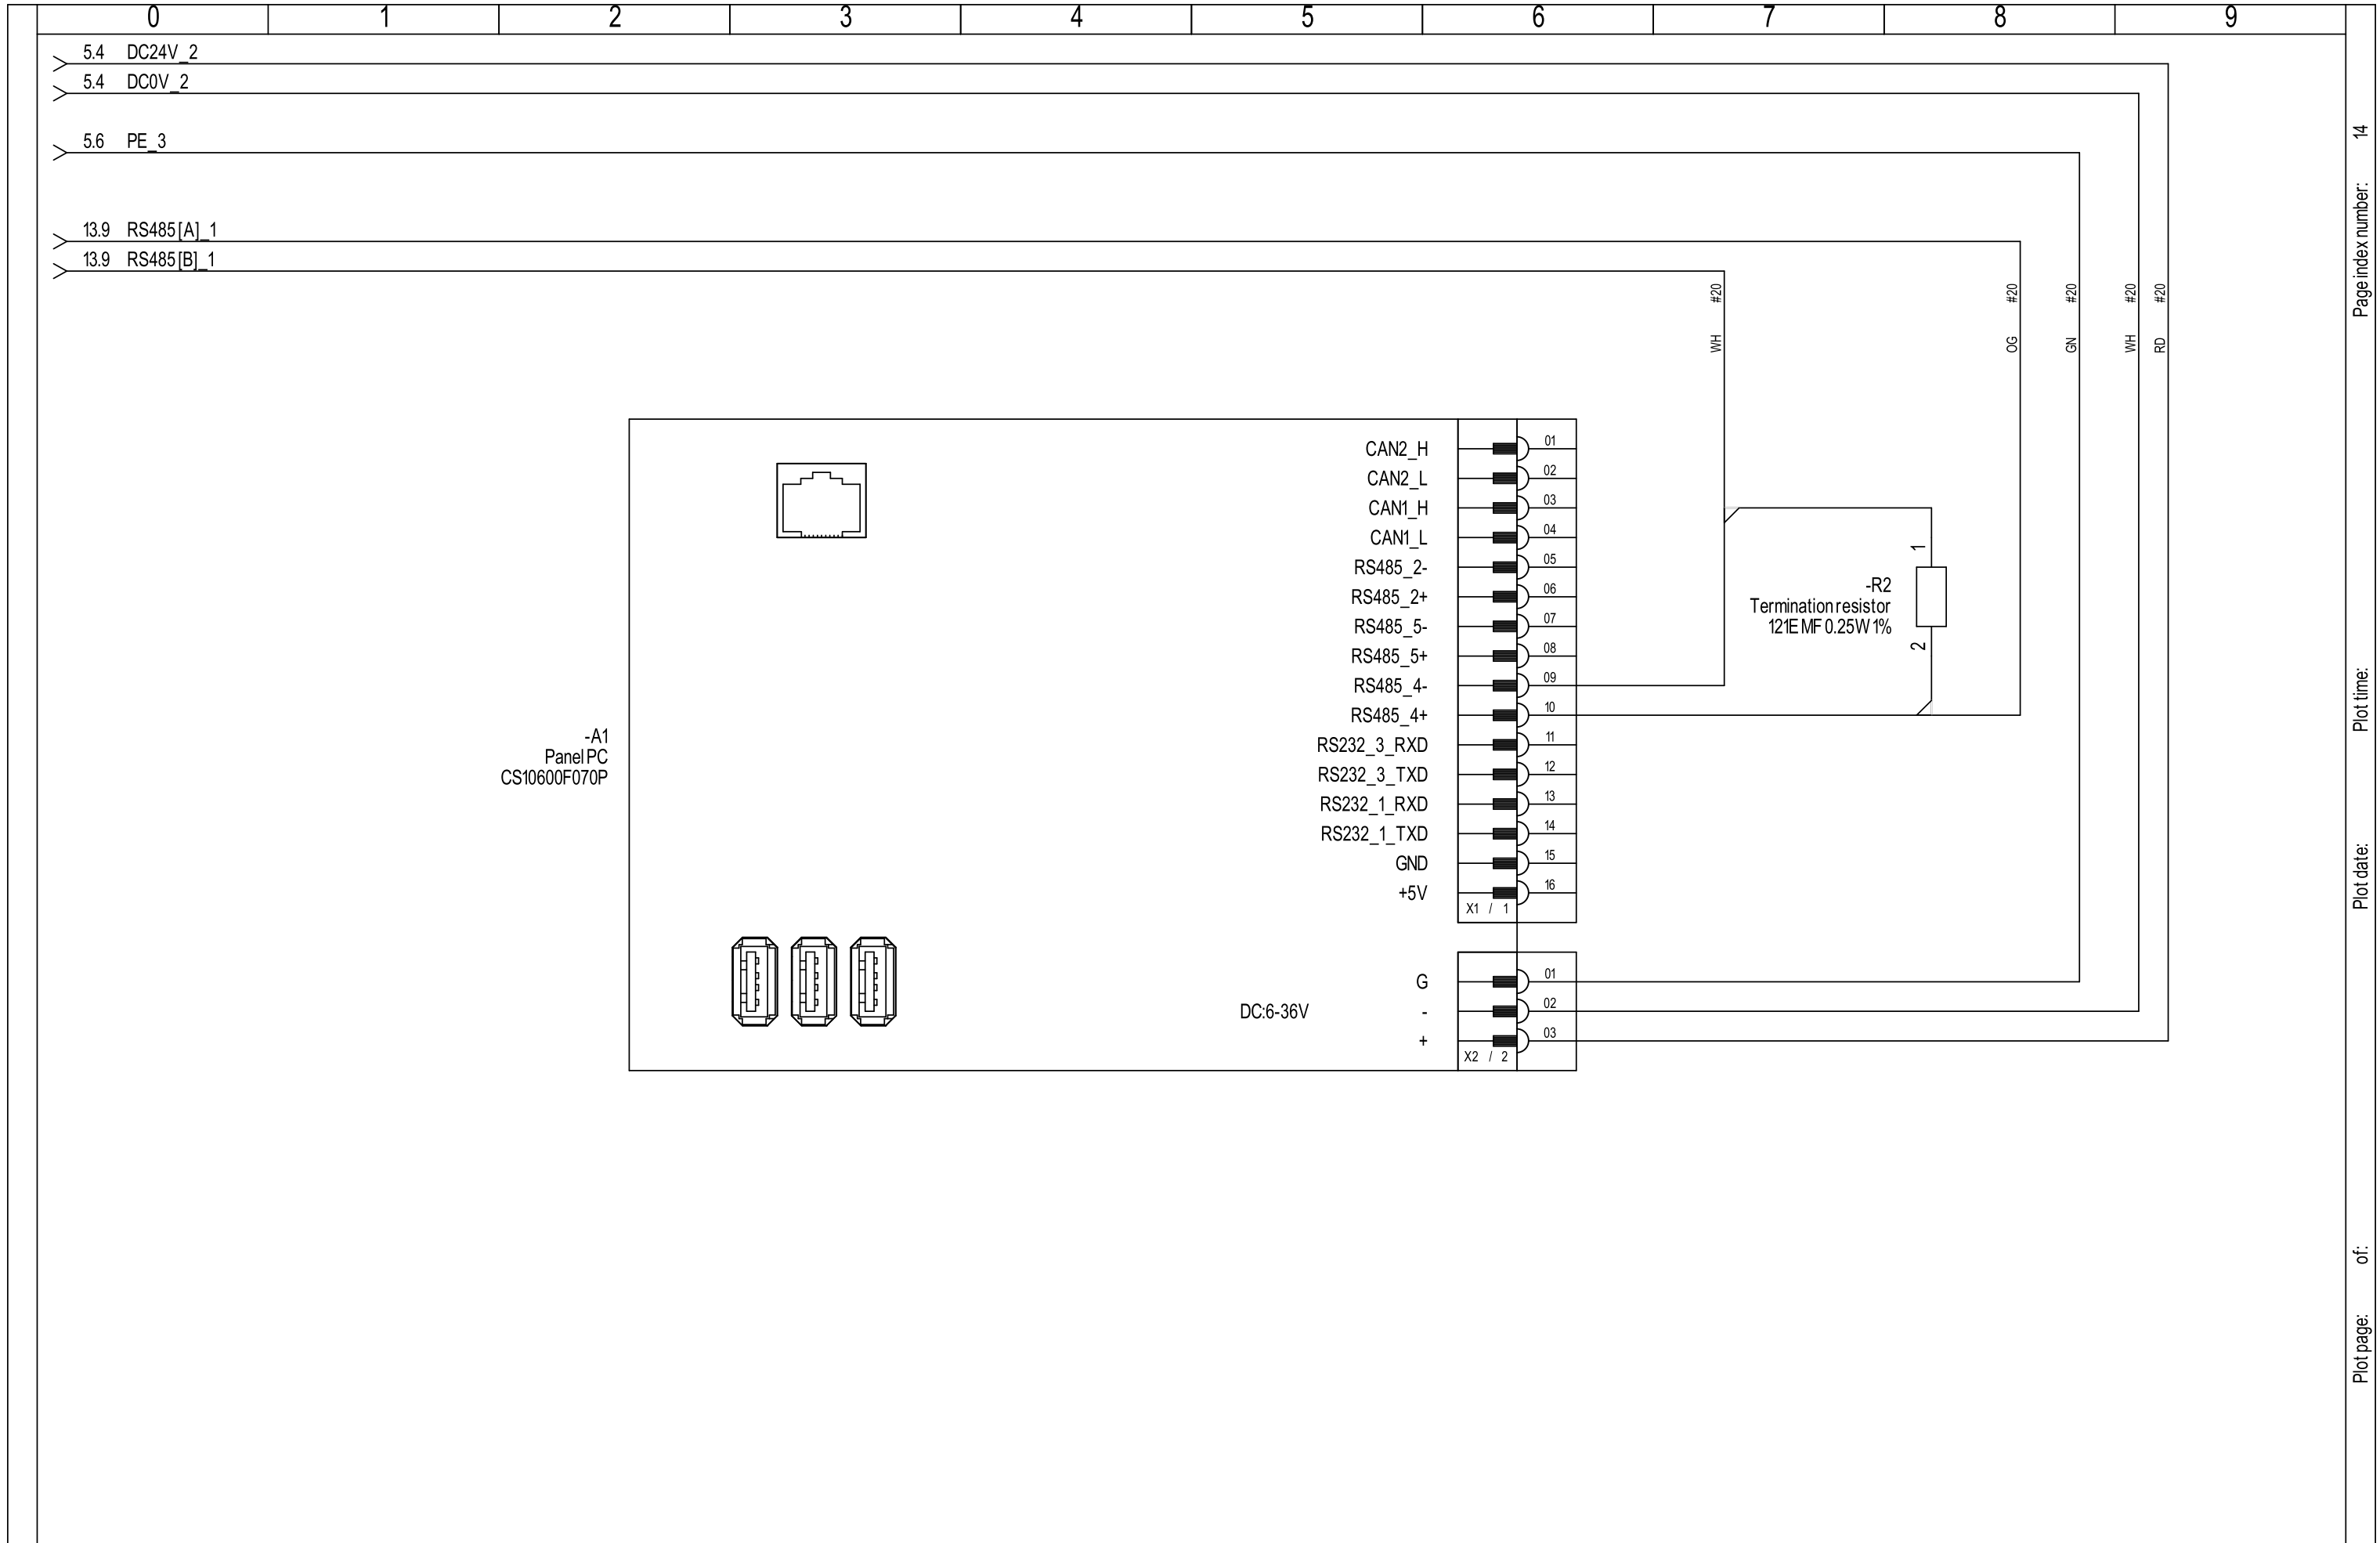 0 1 2 3 4 5 6 7 8 9
5.4 DC24V_2
5.4 DC0V_2
5.6 PE_3
13.9 RS485[A]_1
13.9 RS485[B]_1
#20 #20 #20 #20 #20
WH OG GN WH RD
CAN2_H 01
CAN2_L 02
CAN1_H 03
CAN1_L 04
RS485_2- 05
RS485_2+ 06
RS485_5- 07
RS485_5+ 08
RS485_4- 09
RS485_4+ 10
RS232_3_RXD 11
RS232_3_TXD 12
RS232_1_RXD 13
RS232_1_TXD 14
GND 15
+5V 16
X1 / 1
1
-R2
Termination resistor
121E MF 0.25W 1%
2
-A1
Panel PC
CS10600F070P
G 01
DC:6-36V - 02
+ 03
X2 / 2
Page index number: 14
Plot time:
Plot date:
Plot page: of: